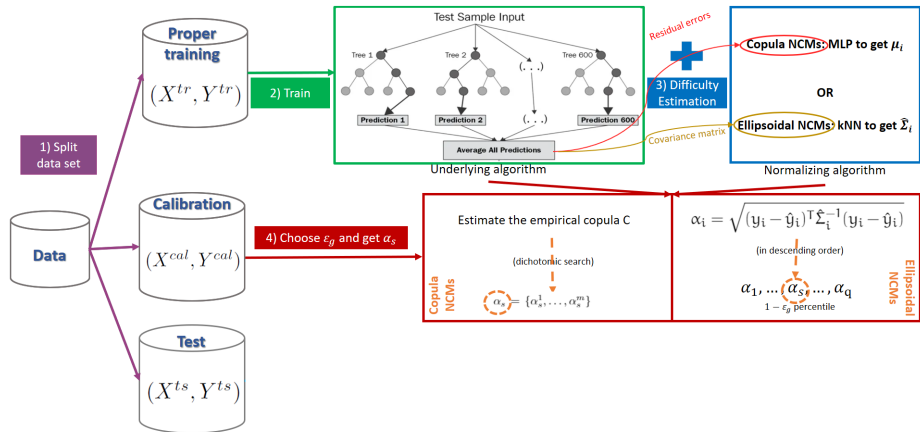 Proper
training
(X^{tr}, Y^{tr})
1) Split
data set
Data
Calibration
(X^{cal}, Y^{cal})
Test
(X^{ts}, Y^{ts})
2) Train
Test Sample Input
Tree 1
Tree 2
(. . .)
Tree 600
(. . .)
Prediction 1
Prediction 2
Prediction 600
Average All Predictions
Underlying algorithm
Residual errors
3) Difficulty
Estimation
Covariance matrix
Copula NCMs: MLP to get μ_i
OR
Ellipsoidal NCMs: kNN to get Σ̂_i
Normalizing algorithm
4) Choose ε_g and get α_s
Estimate the empirical copula C
(dichotomic search)
α_s = {α_s^1, . . . , α_s^m}
Copula
NCMs
α_i = √((y_i − ŷ_i)^T Σ̂_i^{−1} (y_i − ŷ_i))
(in descending order)
α_1, ... , α_s, ... , α_q
1 − ε_g percentile
Ellipsoidal
NCMs